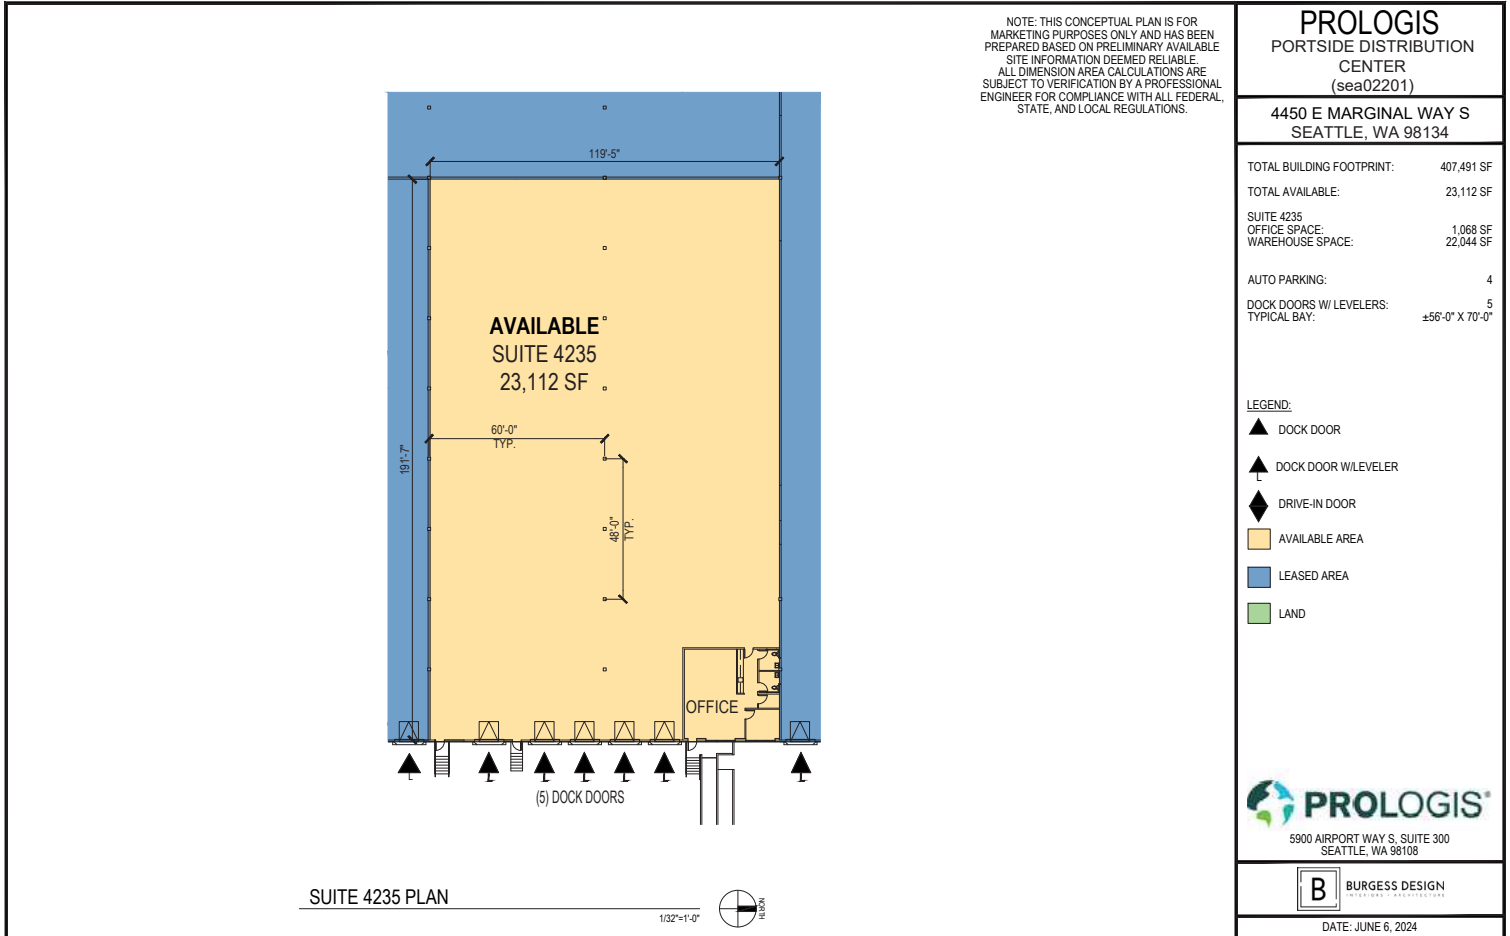 NOTE: THIS CONCEPTUAL PLAN IS FOR
MARKETING PURPOSES ONLY AND HAS BEEN
PREPARED BASED ON PRELIMINARY AVAILABLE
SITE INFORMATION DEEMED RELIABLE.
ALL DIMENSION AREA CALCULATIONS ARE
SUBJECT TO VERIFICATION BY A PROFESSIONAL
ENGINEER FOR COMPLIANCE WITH ALL FEDERAL,
STATE, AND LOCAL REGULATIONS.
119'-5"
191'-7"
AVAILABLE
SUITE 4235
23,112 SF
60'-0"
TYP.
48'-0"
TYP.
OFFICE
L
L
L
L
L
L
L
(5) DOCK DOORS
SUITE 4235 PLAN
1/32"=1'-0"
NORTH
PROLOGIS
PORTSIDE DISTRIBUTION
CENTER
(sea02201)
4450 E MARGINAL WAY S
SEATTLE, WA 98134
TOTAL BUILDING FOOTPRINT: 407,491 SF
TOTAL AVAILABLE: 23,112 SF
SUITE 4235
OFFICE SPACE: 1,068 SF
WAREHOUSE SPACE: 22,044 SF
AUTO PARKING: 4
DOCK DOORS W/ LEVELERS: 5
TYPICAL BAY: ±56'-0" X 70'-0"
LEGEND:
DOCK DOOR
DOCK DOOR W/LEVELER
L
DRIVE-IN DOOR
AVAILABLE AREA
LEASED AREA
LAND
PROLOGIS®
5900 AIRPORT WAY S, SUITE 300
SEATTLE, WA 98108
B BURGESS DESIGN
INTERIORS • ARCHITECTURE
DATE: JUNE 6, 2024